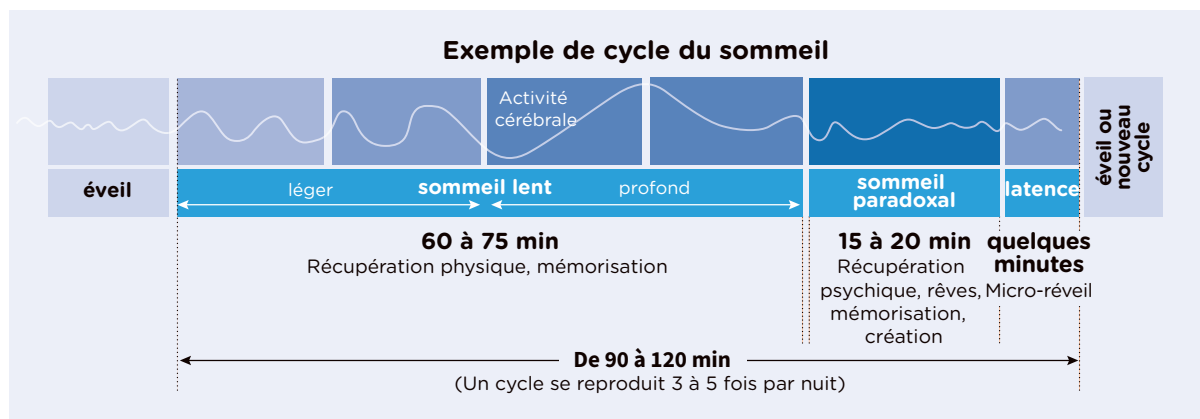 Exemple de cycle du sommeil
Activité
cérébrale
éveil
léger
sommeil lent
profond
sommeil
paradoxal
latence
éveil ou
nouveau
cycle
60 à 75 min
Récupération physique, mémorisation
15 à 20 min
Récupération
psychique, rêves,
mémorisation,
création
quelques
minutes
Micro-réveil
De 90 à 120 min
(Un cycle se reproduit 3 à 5 fois par nuit)